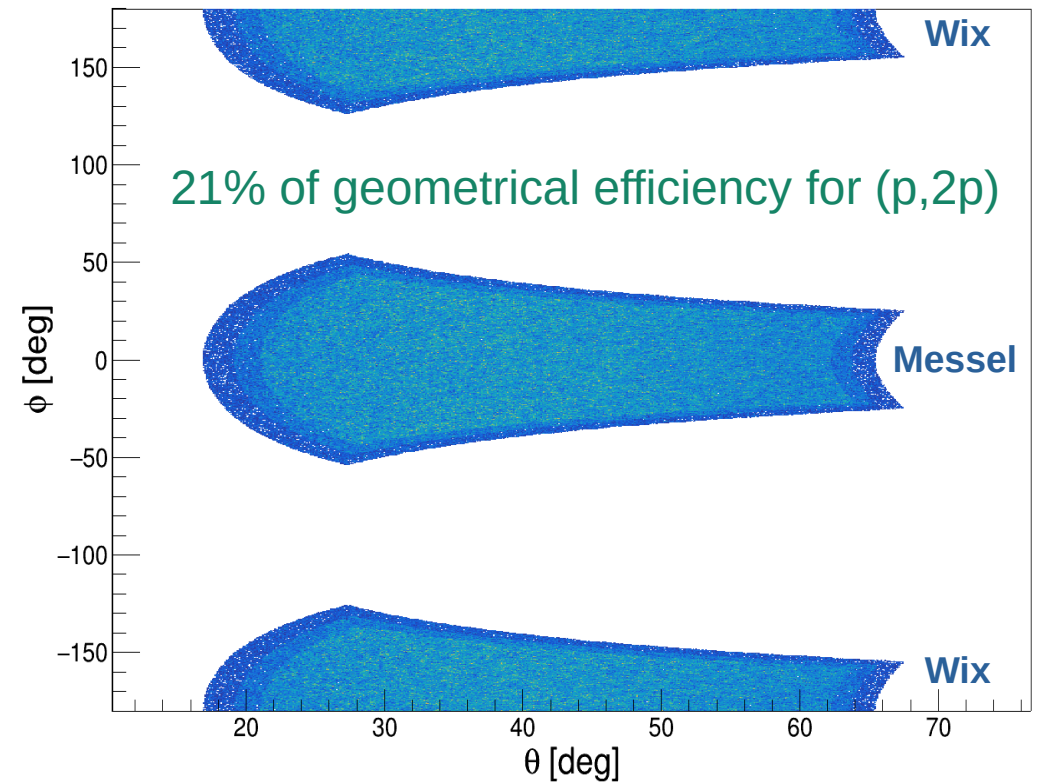 Wix
150
100
21% of geometrical efficiency for (p,2p)
50
ϕ [deg]
0
Messel
−50
−100
−150
Wix
20 30 40 50 60 70
θ [deg]